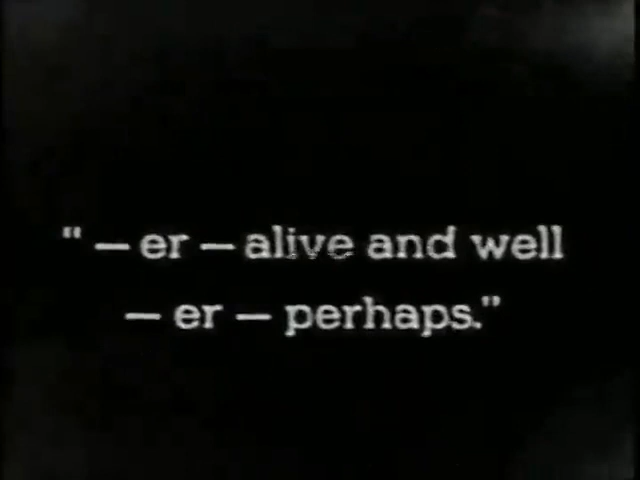 " — er — alive and well
— er — perhaps."